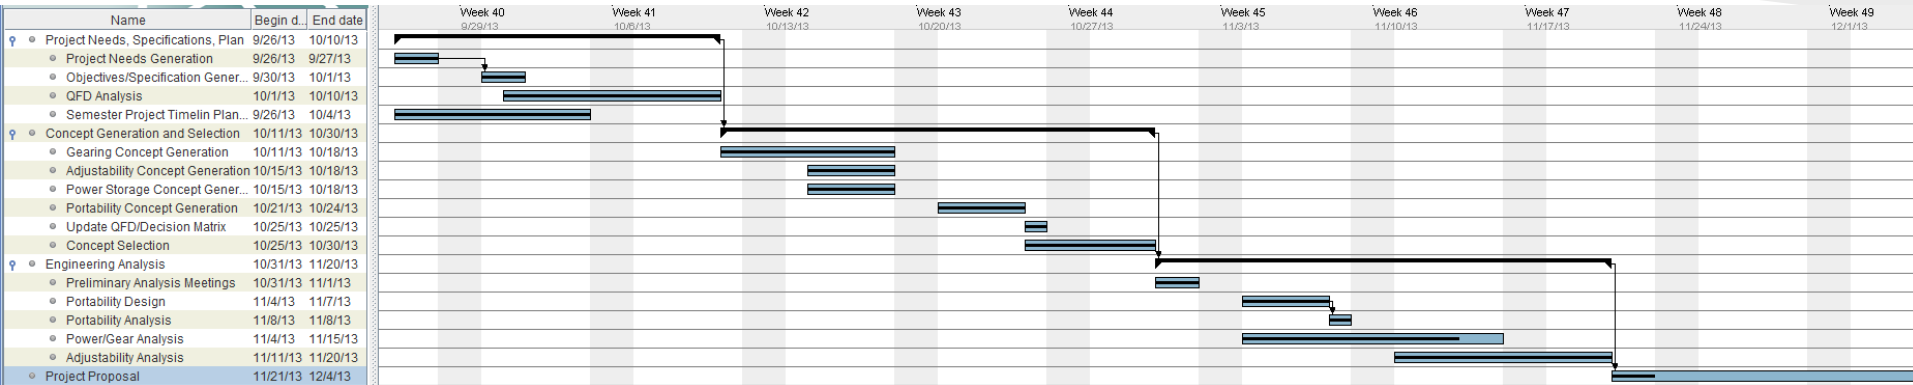 Name Begin d... End date
Week 40 Week 41 Week 42 Week 43 Week 44 Week 45 Week 46 Week 47 Week 48 Week 49
9/29/13 10/6/13 10/13/13 10/20/13 10/27/13 11/3/13 11/10/13 11/17/13 11/24/13 12/1/13
Project Needs, Specifications, Plan 9/26/13 10/10/13
Project Needs Generation 9/26/13 9/27/13
Objectives/Specification Gener... 9/30/13 10/1/13
QFD Analysis 10/1/13 10/10/13
Semester Project Timelin Plan... 9/26/13 10/4/13
Concept Generation and Selection 10/11/13 10/30/13
Gearing Concept Generation 10/11/13 10/18/13
Adjustability Concept Generation 10/15/13 10/18/13
Power Storage Concept Gener... 10/15/13 10/18/13
Portability Concept Generation 10/21/13 10/24/13
Update QFD/Decision Matrix 10/25/13 10/25/13
Concept Selection 10/25/13 10/30/13
Engineering Analysis 10/31/13 11/20/13
Preliminary Analysis Meetings 10/31/13 11/1/13
Portability Design 11/4/13 11/7/13
Portability Analysis 11/8/13 11/8/13
Power/Gear Analysis 11/4/13 11/15/13
Adjustability Analysis 11/11/13 11/20/13
Project Proposal 11/21/13 12/4/13